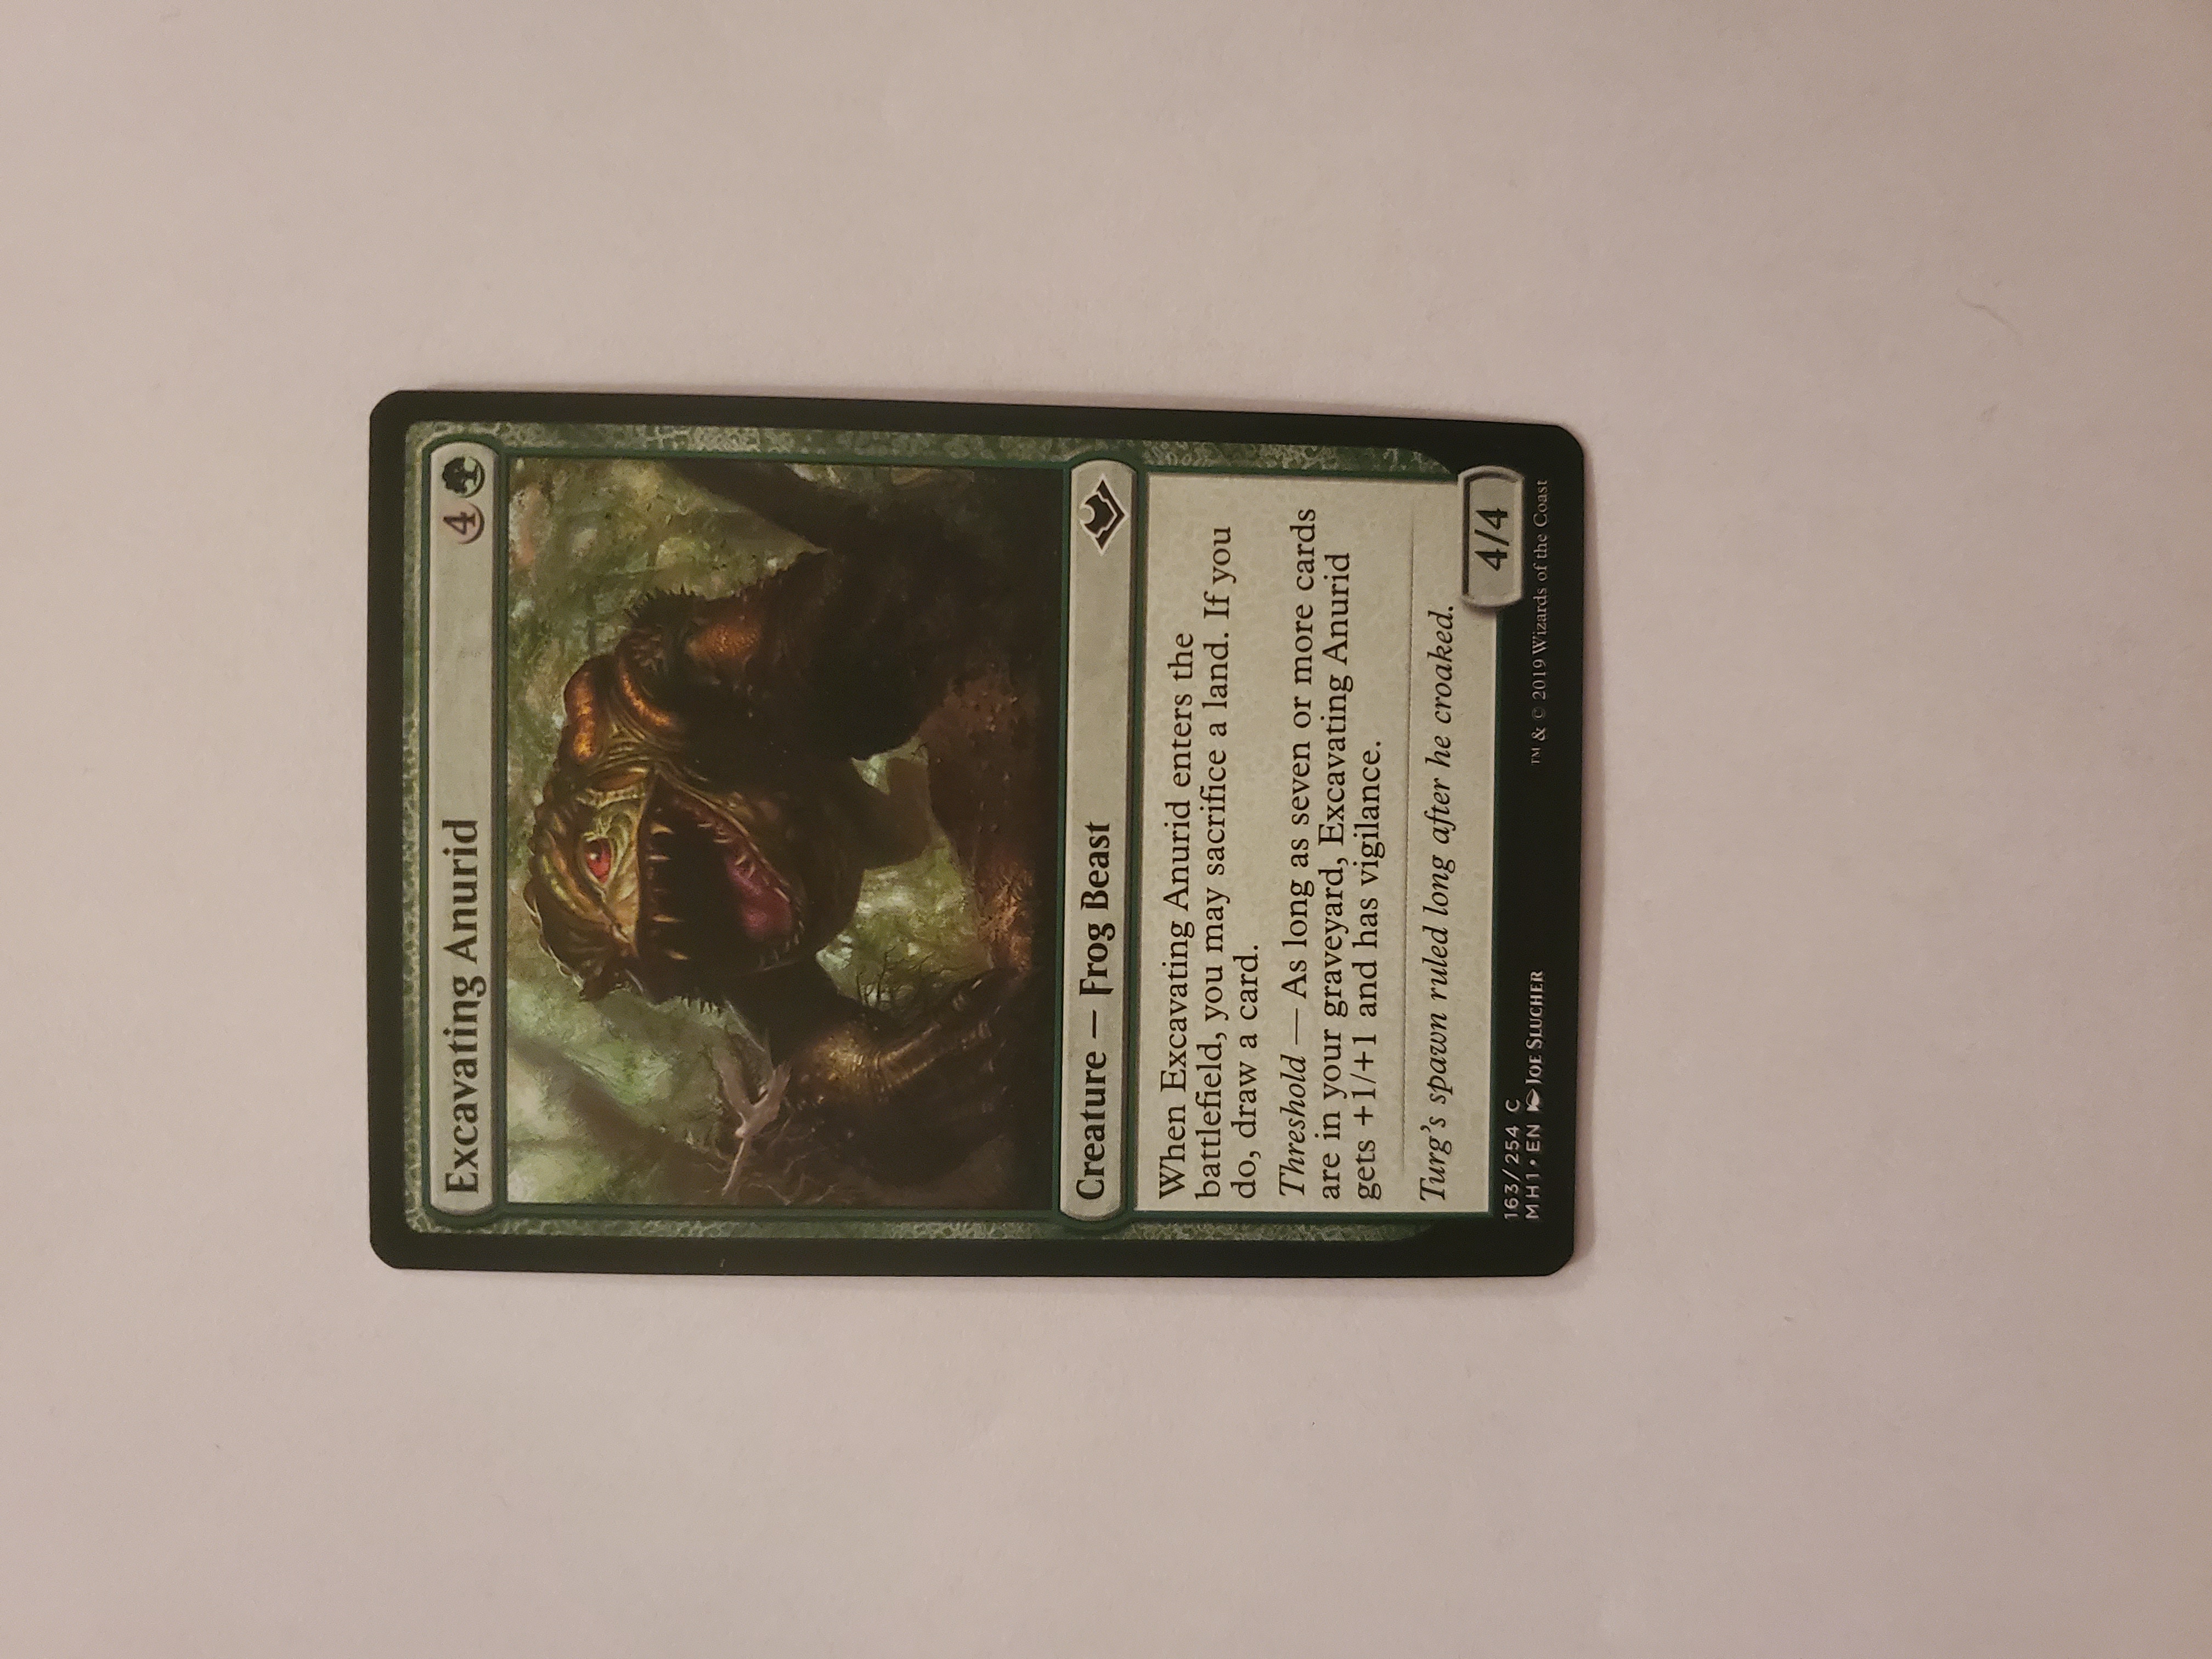 Excavating Anurid 4
Creature — Frog Beast
When Excavating Anurid enters the
battlefield, you may sacrifice a land. If you
do, draw a card.
Threshold — As long as seven or more cards
are in your graveyard, Excavating Anurid
gets +1/+1 and has vigilance.
Turg's spawn ruled long after he croaked.
4/4
163/254 C
MH1 • EN Joe Slucher
™ & © 2019 Wizards of the Coast